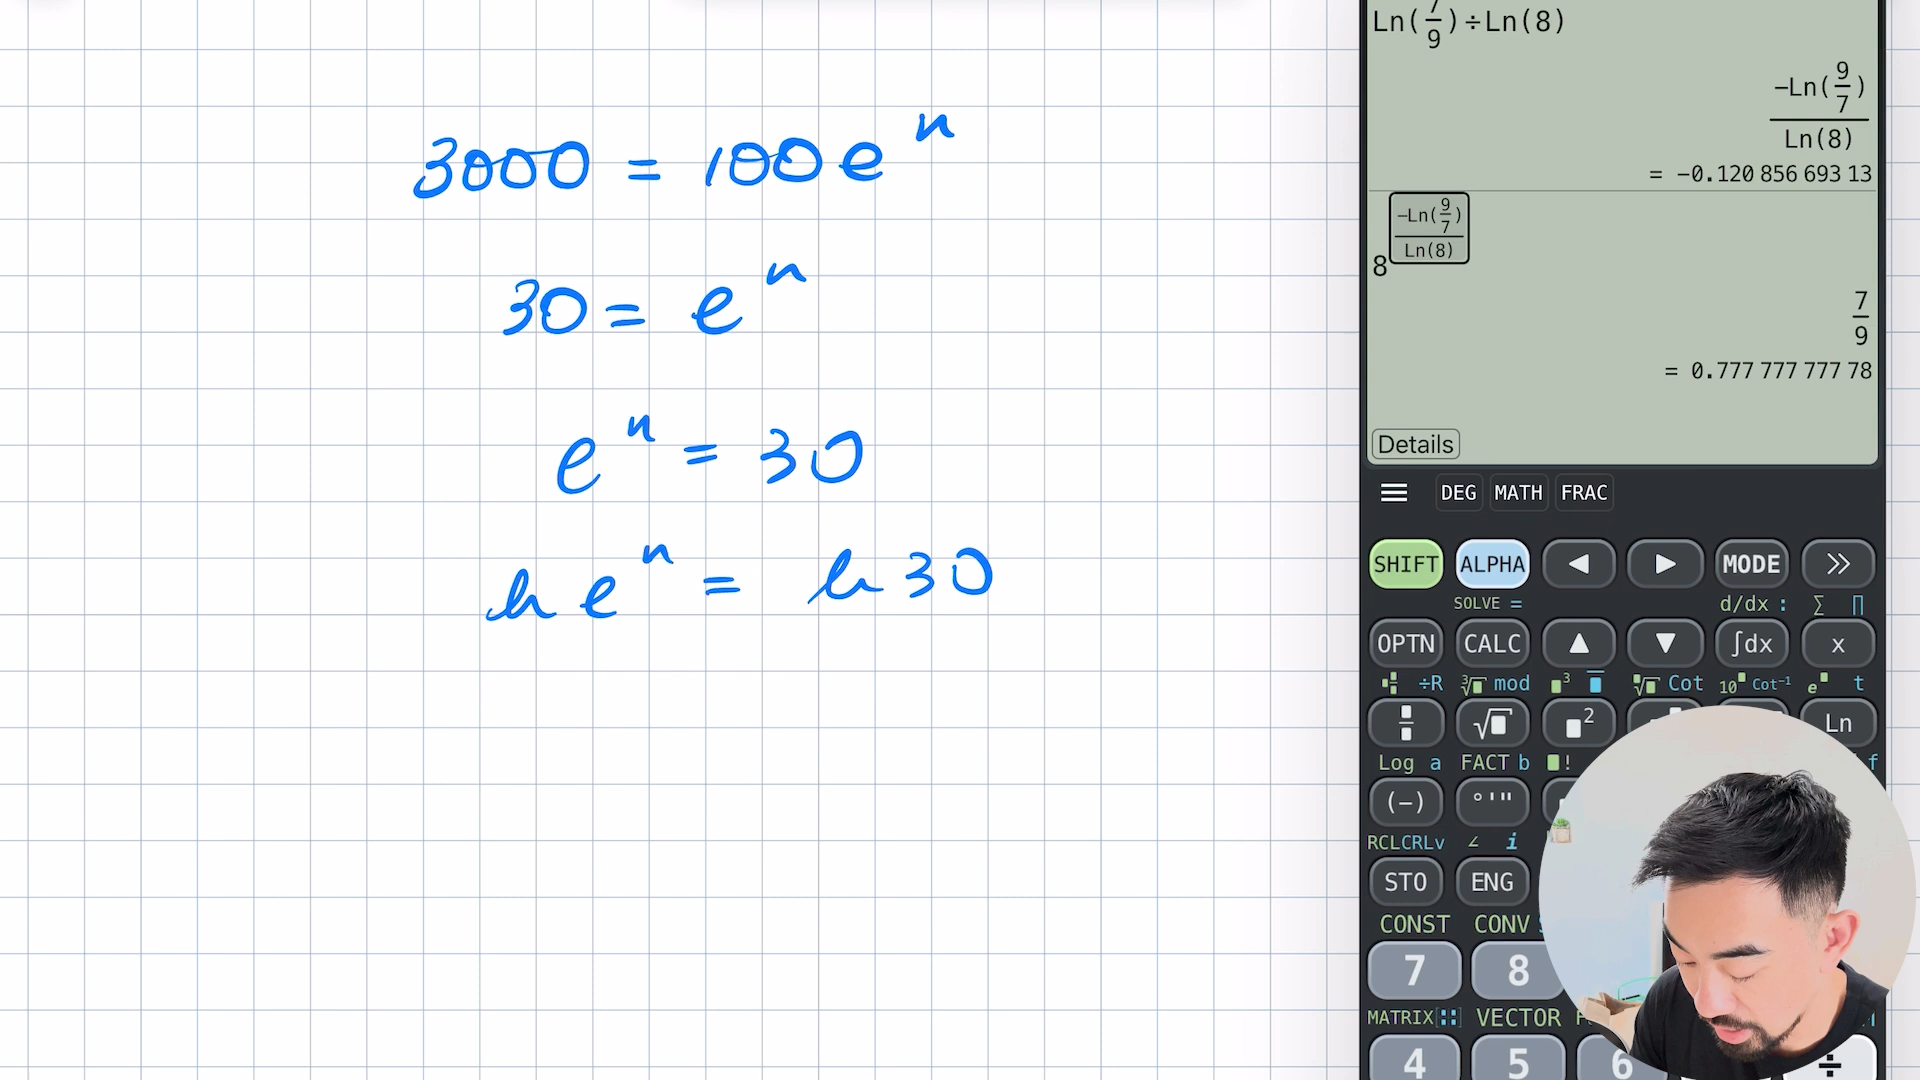 3000 = 100 e^n
30 = e^n
e^n = 30
ln e^n = ln 30
Ln(7/9)÷Ln(8)
-Ln(9/7)/Ln(8)
= -0.120 856 693 13
8^(-Ln(9/7)/Ln(8))
7/9
= 0.777 777 777 78
Details
DEG MATH FRAC
SHIFT ALPHA ◀ ▶ MODE >>
SOLVE = d/dx : ∑ ∏
OPTN CALC ▲ ▼ ∫dx x
÷R ∛■ mod ■³ Cot 10^■ Cot⁻¹ e^■ t
√■ ■² Ln
Log a FACT b ■! f
(−) °'"
RCL CRLv ∠ i
STO ENG
CONST CONV
7 8
MATRIX VECTOR
4 5 6 ÷